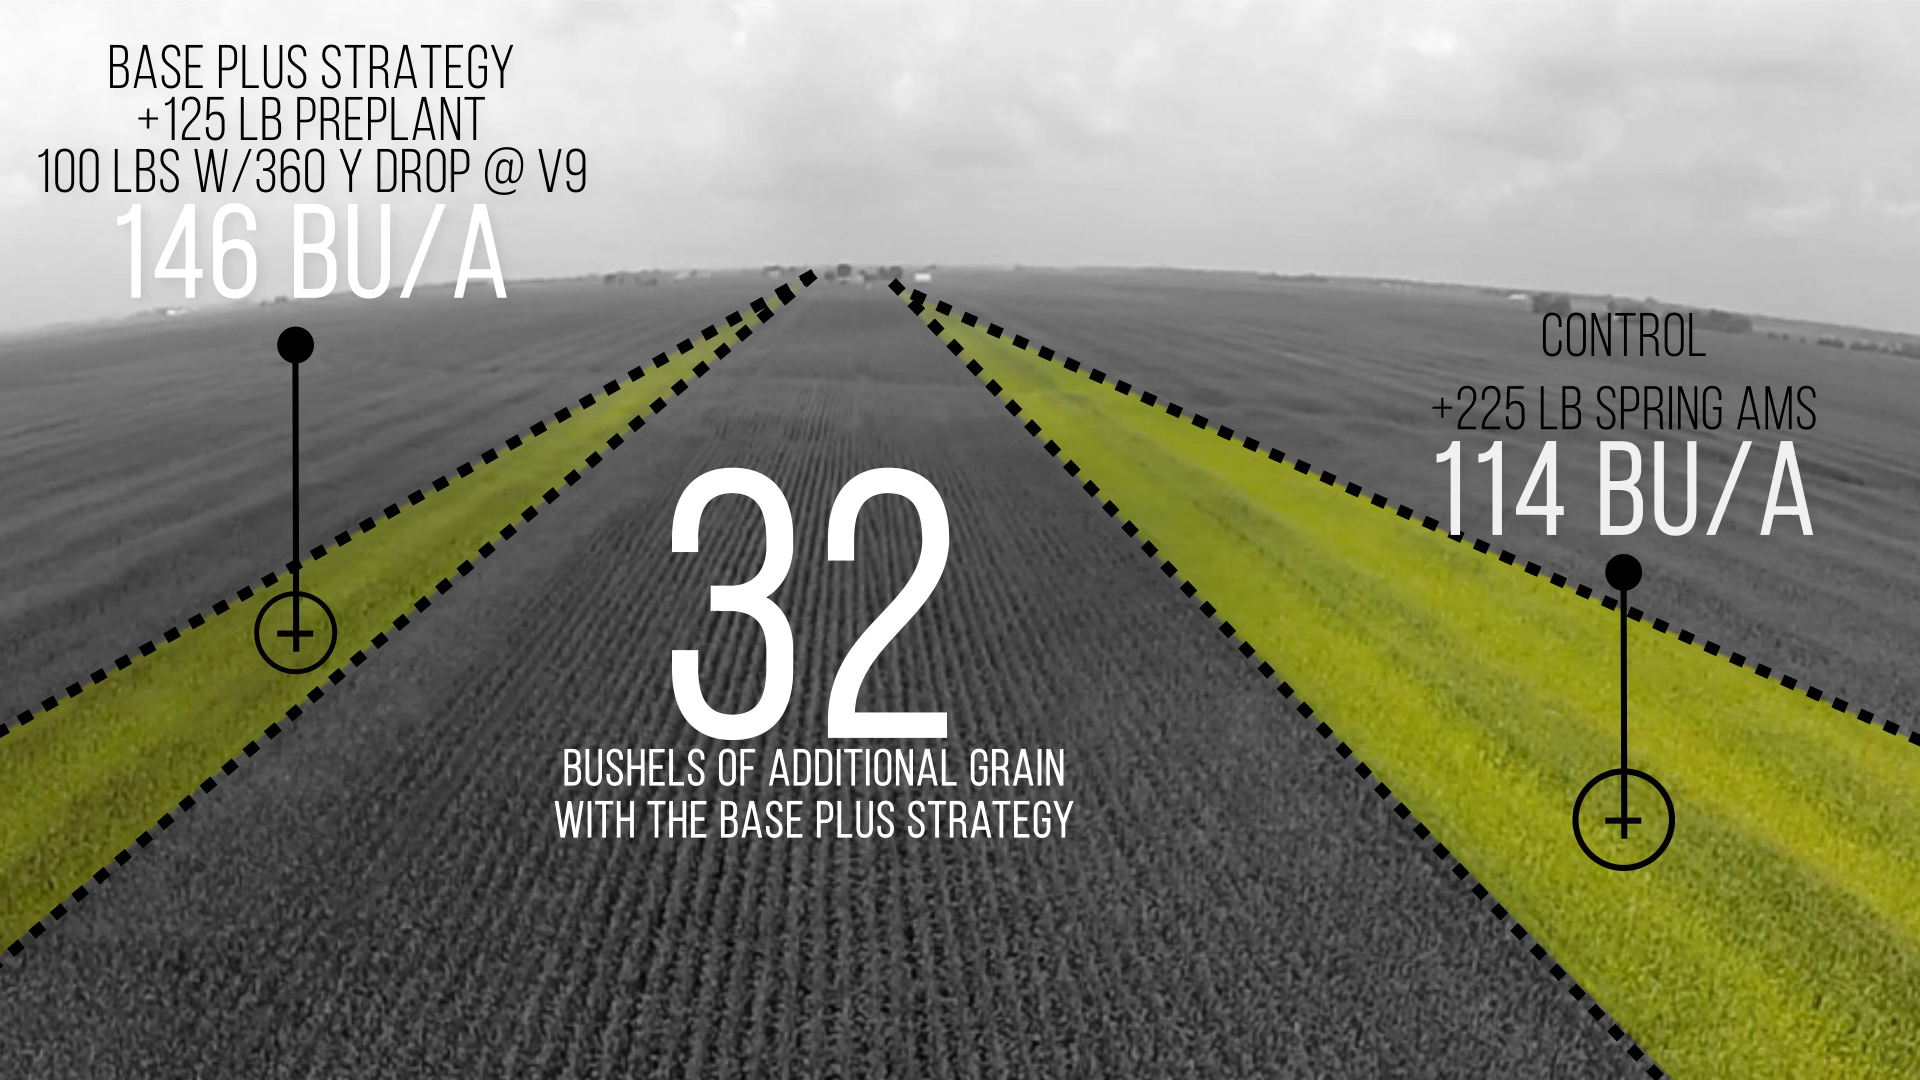 BASE PLUS STRATEGY
+125 LB PREPLANT
100 LBS W/360 Y DROP @ V9
146 BU/A
CONTROL
+225 LB SPRING AMS
114 BU/A
32
BUSHELS OF ADDITIONAL GRAIN
WITH THE BASE PLUS STRATEGY